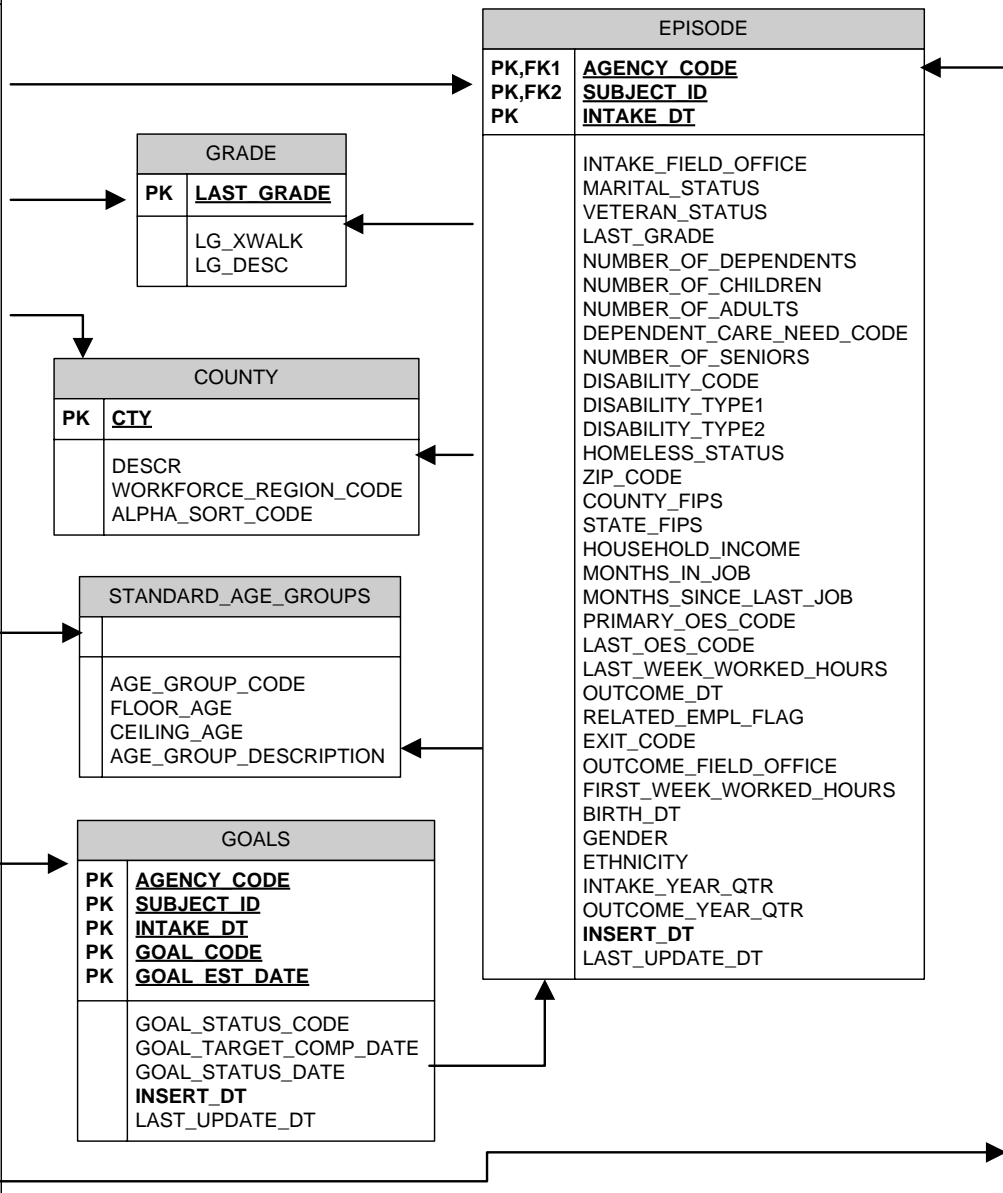 EPISODE
PK,FK1 AGENCY_CODE
PK,FK2 SUBJECT_ID
PK INTAKE_DT
INTAKE_FIELD_OFFICE
MARITAL_STATUS
VETERAN_STATUS
LAST_GRADE
NUMBER_OF_DEPENDENTS
NUMBER_OF_CHILDREN
NUMBER_OF_ADULTS
DEPENDENT_CARE_NEED_CODE
NUMBER_OF_SENIORS
DISABILITY_CODE
DISABILITY_TYPE1
DISABILITY_TYPE2
HOMELESS_STATUS
ZIP_CODE
COUNTY_FIPS
STATE_FIPS
HOUSEHOLD_INCOME
MONTHS_IN_JOB
MONTHS_SINCE_LAST_JOB
PRIMARY_OES_CODE
LAST_OES_CODE
LAST_WEEK_WORKED_HOURS
OUTCOME_DT
RELATED_EMPL_FLAG
EXIT_CODE
OUTCOME_FIELD_OFFICE
FIRST_WEEK_WORKED_HOURS
BIRTH_DT
GENDER
ETHNICITY
INTAKE_YEAR_QTR
OUTCOME_YEAR_QTR
INSERT_DT
LAST_UPDATE_DT
GRADE
PK LAST_GRADE
LG_XWALK
LG_DESC
COUNTY
PK CTY
DESCR
WORKFORCE_REGION_CODE
ALPHA_SORT_CODE
STANDARD_AGE_GROUPS
AGE_GROUP_CODE
FLOOR_AGE
CEILING_AGE
AGE_GROUP_DESCRIPTION
GOALS
PK AGENCY_CODE
PK SUBJECT_ID
PK INTAKE_DT
PK GOAL_CODE
PK GOAL_EST_DATE
GOAL_STATUS_CODE
GOAL_TARGET_COMP_DATE
GOAL_STATUS_DATE
INSERT_DT
LAST_UPDATE_DT